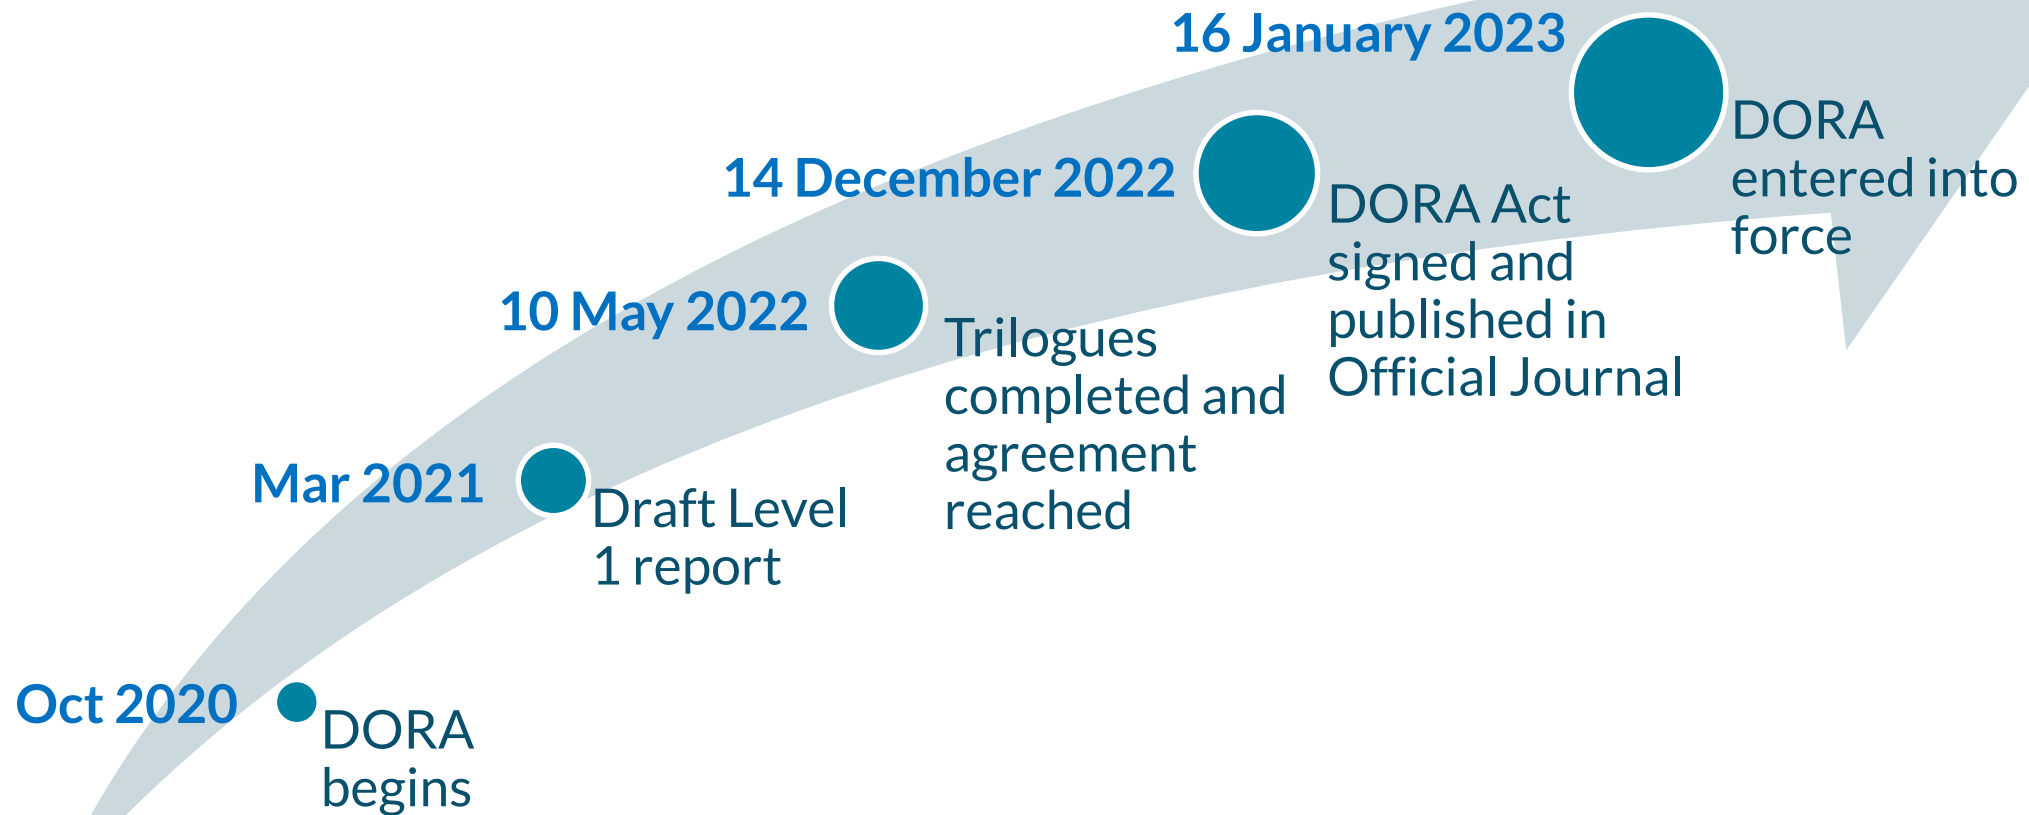 16 January 2023
DORA
entered into
force
14 December 2022
DORA Act
signed and
published in
Official Journal
10 May 2022
Trilogues
completed and
agreement
reached
Mar 2021
Draft Level
1 report
Oct 2020
DORA
begins